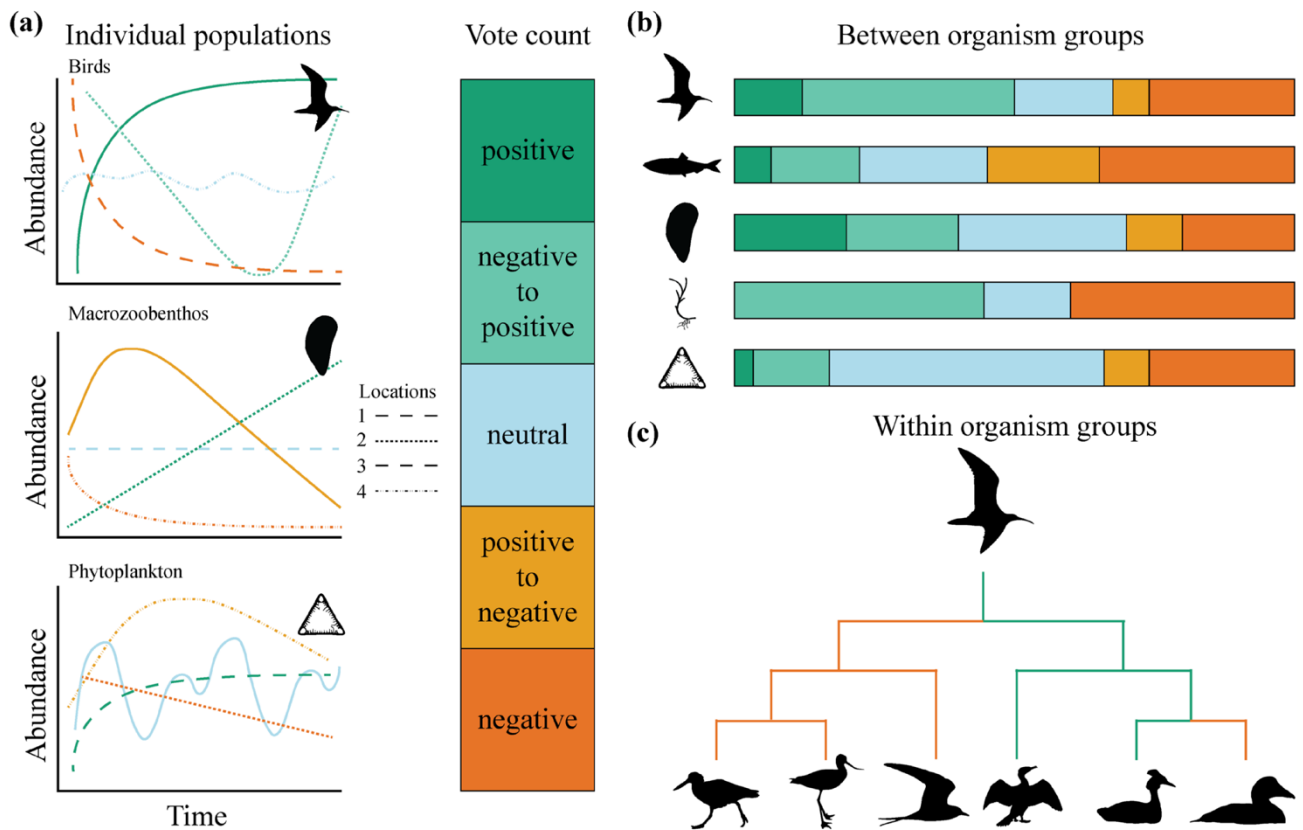 (a)
Individual populations
Birds
Abundance
Macrozoobenthos
Abundance
Locations
1
2
3
4
Phytoplankton
Abundance
Time
Vote count
positive
negative
to
positive
neutral
positive
to
negative
negative
(b)
Between organism groups
(c)
Within organism groups